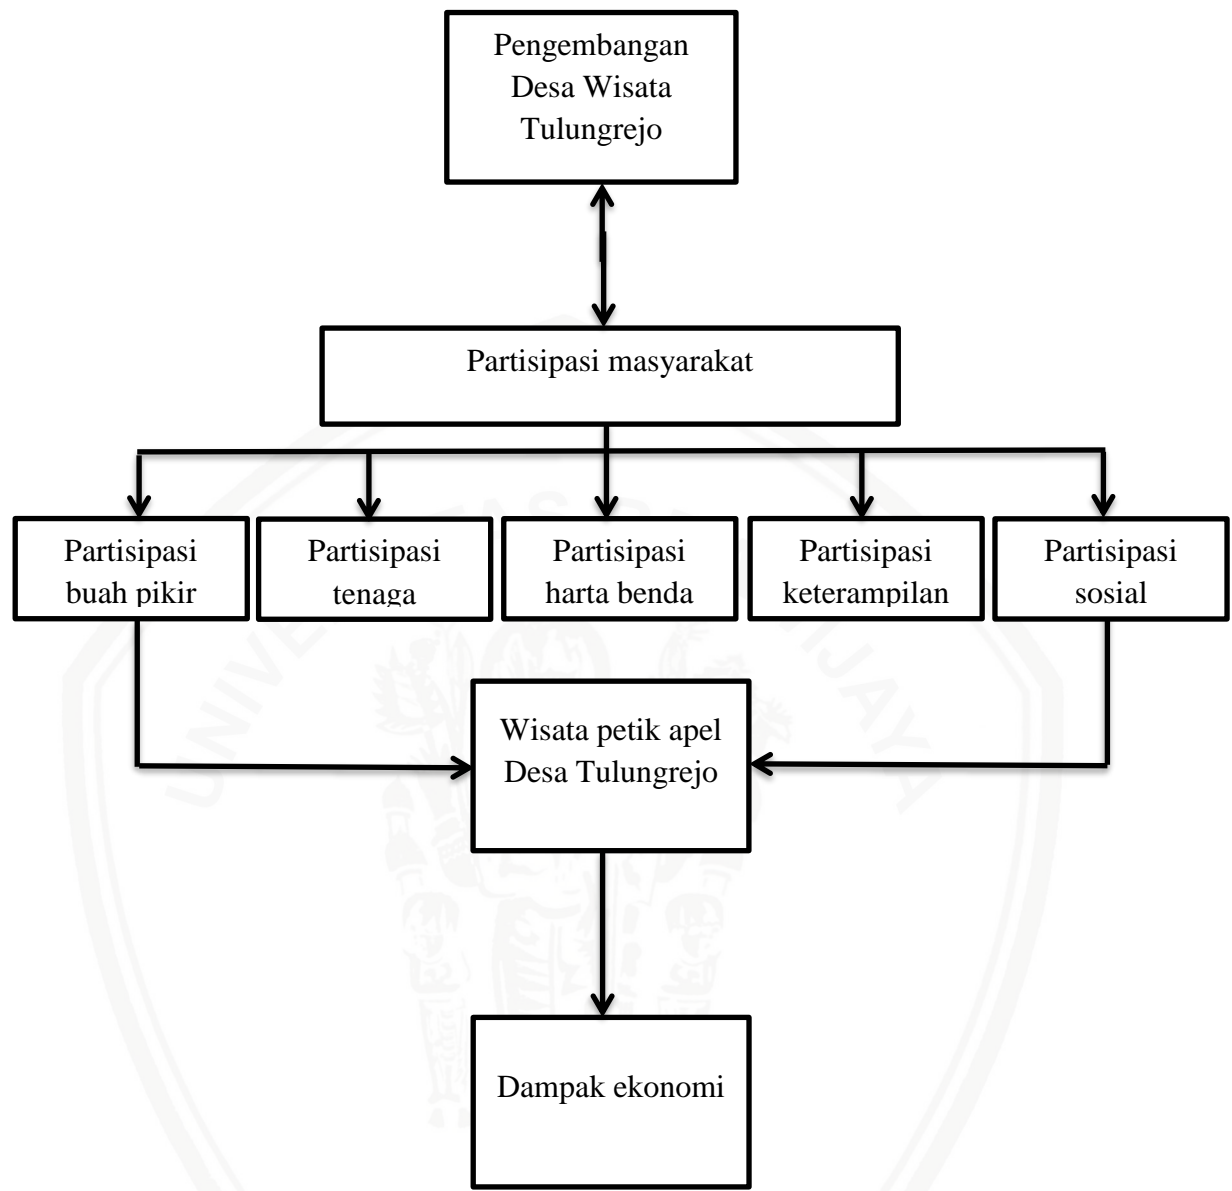 Pengembangan
Desa Wisata
Tulungrejo
Partisipasi masyarakat
Partisipasi
buah pikir
Partisipasi
tenaga
Partisipasi
harta benda
Partisipasi
keterampilan
Partisipasi
sosial
Wisata petik apel
Desa Tulungrejo
Dampak ekonomi